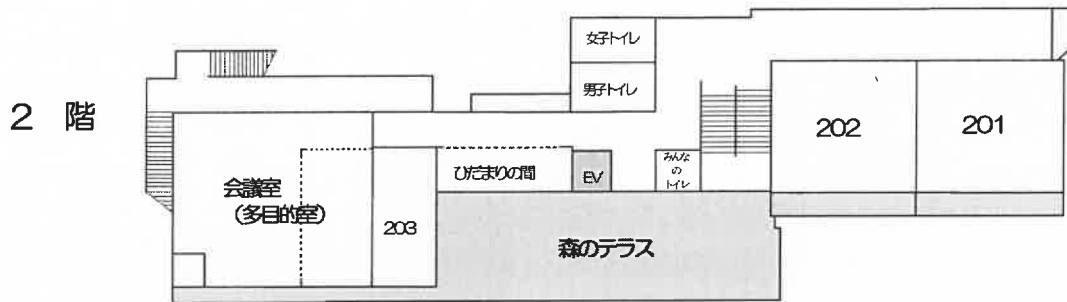 2 階
女子トイレ
男子トイレ
202
201
みんな
の
トイレ
ひだまりの間
EV
会議室
(多目的室)
203
森のテラス